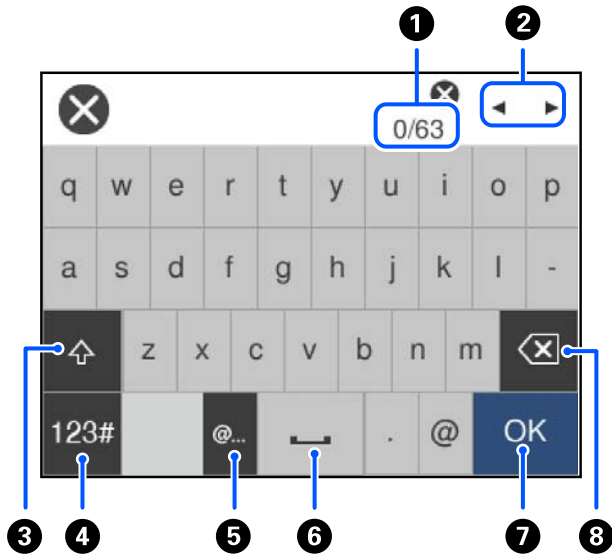 1 2
0/63 ◄ ►
q w e r t y u i o p
a s d f g h j k l -
z x c v b n m
123# @... . @ OK
3 4 5 6 7 8